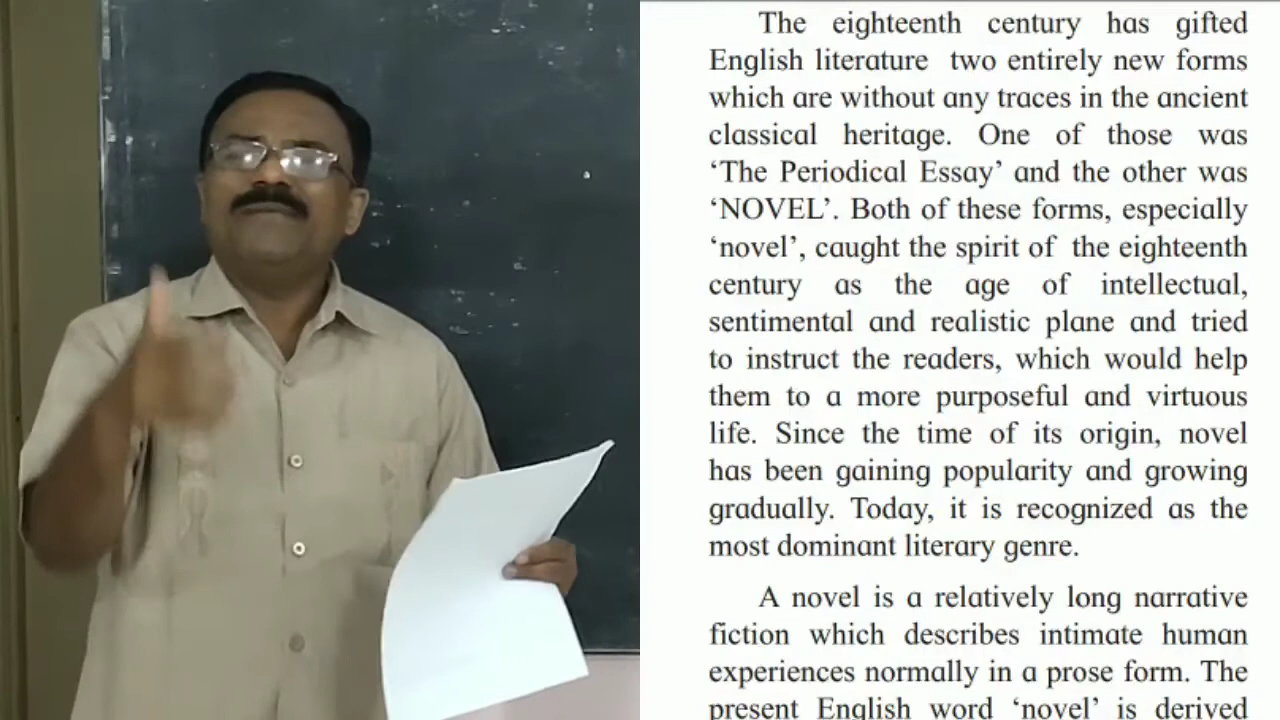 The eighteenth century has gifted
English literature two entirely new forms
which are without any traces in the ancient
classical heritage. One of those was
‘The Periodical Essay’ and the other was
‘NOVEL’. Both of these forms, especially
‘novel’, caught the spirit of the eighteenth
century as the age of intellectual,
sentimental and realistic plane and tried
to instruct the readers, which would help
them to a more purposeful and virtuous
life. Since the time of its origin, novel
has been gaining popularity and growing
gradually. Today, it is recognized as the
most dominant literary genre.
A novel is a relatively long narrative
fiction which describes intimate human
experiences normally in a prose form. The
present English word ‘novel’ is derived